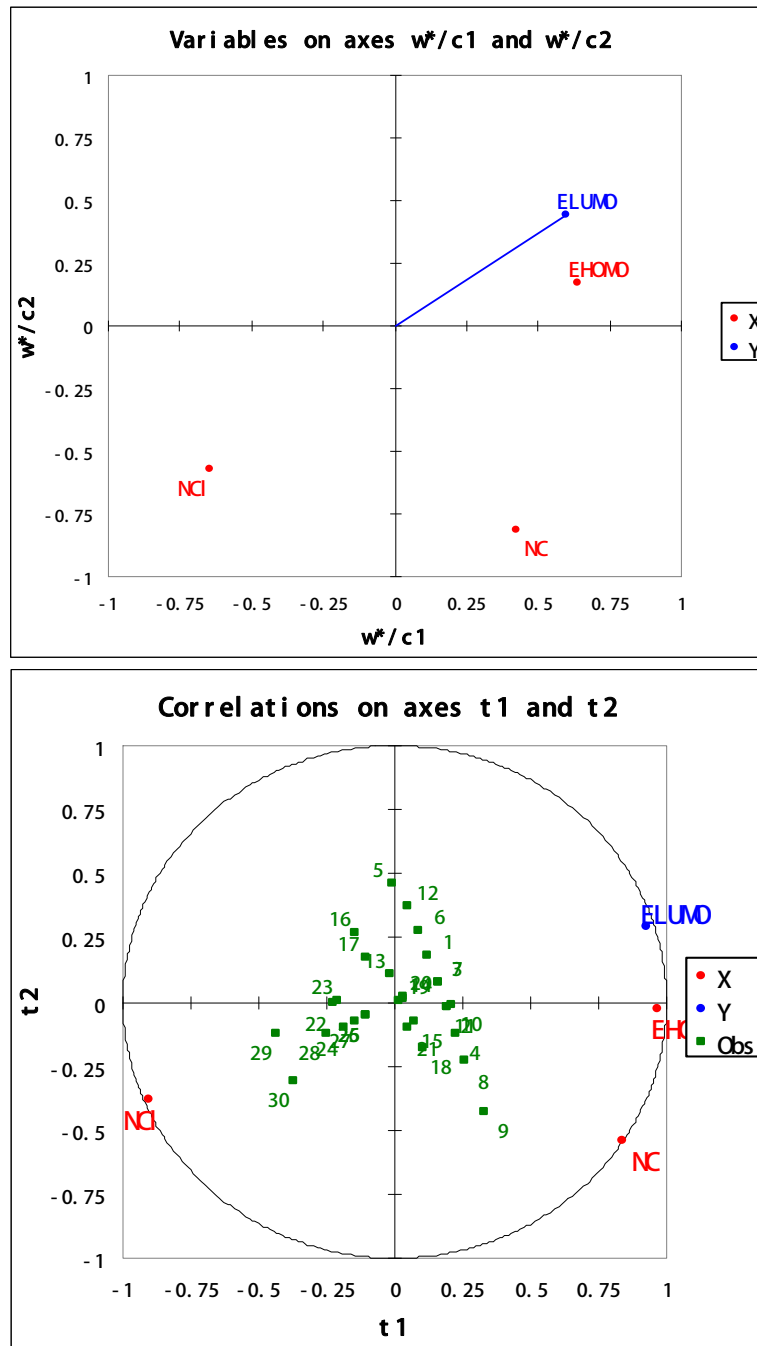 Variables on axes w*/c1 and w*/c2
1
0.75
0.5
0.25
0
-0.25
-0.5
-0.75
-1
w*/c2
ELUMO
EHOMO
NCl
NC
X
Y
-1 -0.75 -0.5 -0.25 0 0.25 0.5 0.75 1
w*/c1
Correlations on axes t1 and t2
1
0.75
0.5
0.25
0
-0.25
-0.5
-0.75
-1
t2
5
12
16
6
17
1
13
7
19
23
22
10
29
28
24
27
15
21
4
18
8
30
9
ELUMO
EHO
NCl
NC
X
Y
Obs
-1 -0.75 -0.5 -0.25 0 0.25 0.5 0.75 1
t1